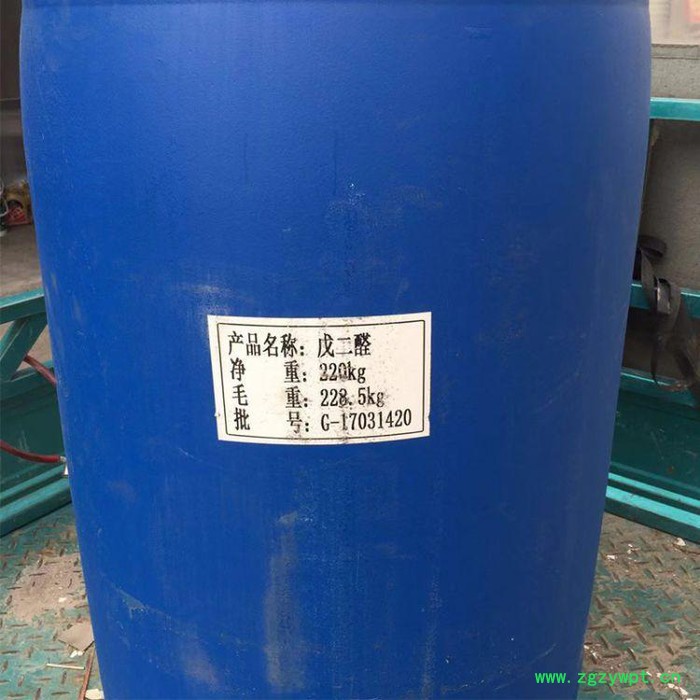 产品名称：戊二醛
净 重：220kg
毛 重：228.5kg
批 号：G-17031420
www.zgzywpt.cn